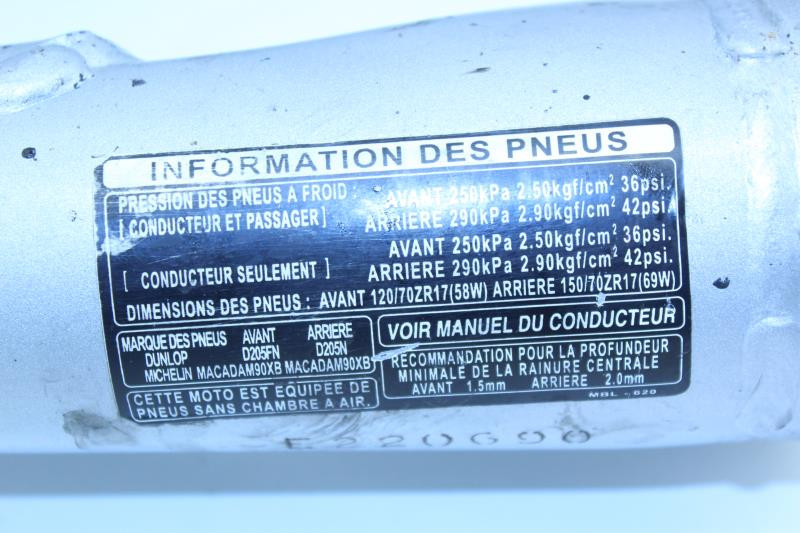 INFORMATION DES PNEUS
PRESSION DES PNEUS A FROID : AVANT 250kPa 2.50kgf/cm² 36psi.
[ CONDUCTEUR ET PASSAGER ] ARRIERE 290kPa 2.90kgf/cm² 42psi
AVANT 250kPa 2.50kgf/cm² 36psi.
[ CONDUCTEUR SEULEMENT ] ARRIERE 290kPa 2.90kgf/cm² 42psi.
DIMENSIONS DES PNEUS : AVANT 120/70ZR17(58W) ARRIERE 150/70ZR17(69W)
MARQUE DES PNEUS AVANT ARRIERE
DUNLOP D205FN D205N
MICHELIN MACADAM90XB MACADAM90XB
CETTE MOTO EST EQUIPEE DE
PNEUS SANS CHAMBRE A AIR.
VOIR MANUEL DU CONDUCTEUR
RECOMMANDATION POUR LA PROFONDEUR
MINIMALE DE LA RAINURE CENTRALE
AVANT 1.5mm ARRIERE 2.0mm
MBL 620